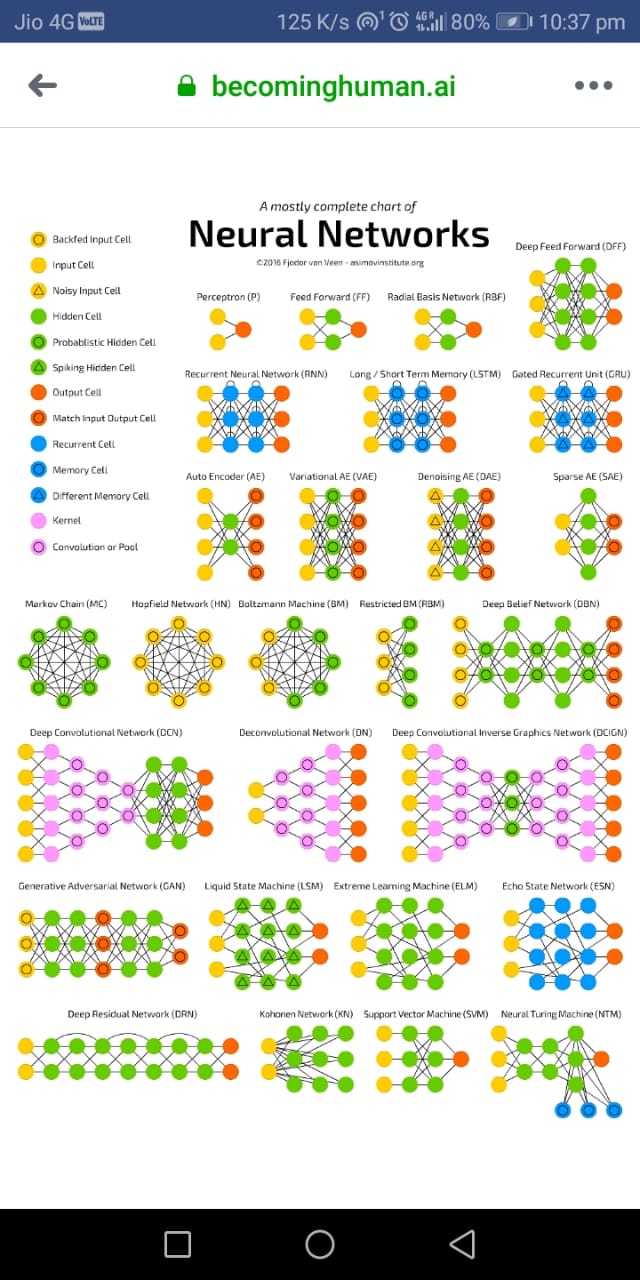 Jio 4G VoLTE 125 K/s 4G R 80% 10:37 pm
becominghuman.ai
A mostly complete chart of
Neural Networks
©2016 Fjodor van Veen - asimovinstitute.org
Backfed Input Cell
Input Cell
Noisy Input Cell
Hidden Cell
Probablistic Hidden Cell
Spiking Hidden Cell
Output Cell
Match Input Output Cell
Recurrent Cell
Memory Cell
Different Memory Cell
Kernel
Convolution or Pool
Perceptron (P) Feed Forward (FF) Radial Basis Network (RBF)
Deep Feed Forward (DFF)
Recurrent Neural Network (RNN) Long / Short Term Memory (LSTM) Gated Recurrent Unit (GRU)
Auto Encoder (AE) Variational AE (VAE) Denoising AE (DAE) Sparse AE (SAE)
Markov Chain (MC) Hopfield Network (HN) Boltzmann Machine (BM) Restricted BM (RBM) Deep Belief Network (DBN)
Deep Convolutional Network (DCN) Deconvolutional Network (DN) Deep Convolutional Inverse Graphics Network (DCIGN)
Generative Adversarial Network (GAN) Liquid State Machine (LSM) Extreme Learning Machine (ELM) Echo State Network (ESN)
Deep Residual Network (DRN) Kohonen Network (KN) Support Vector Machine (SVM) Neural Turing Machine (NTM)